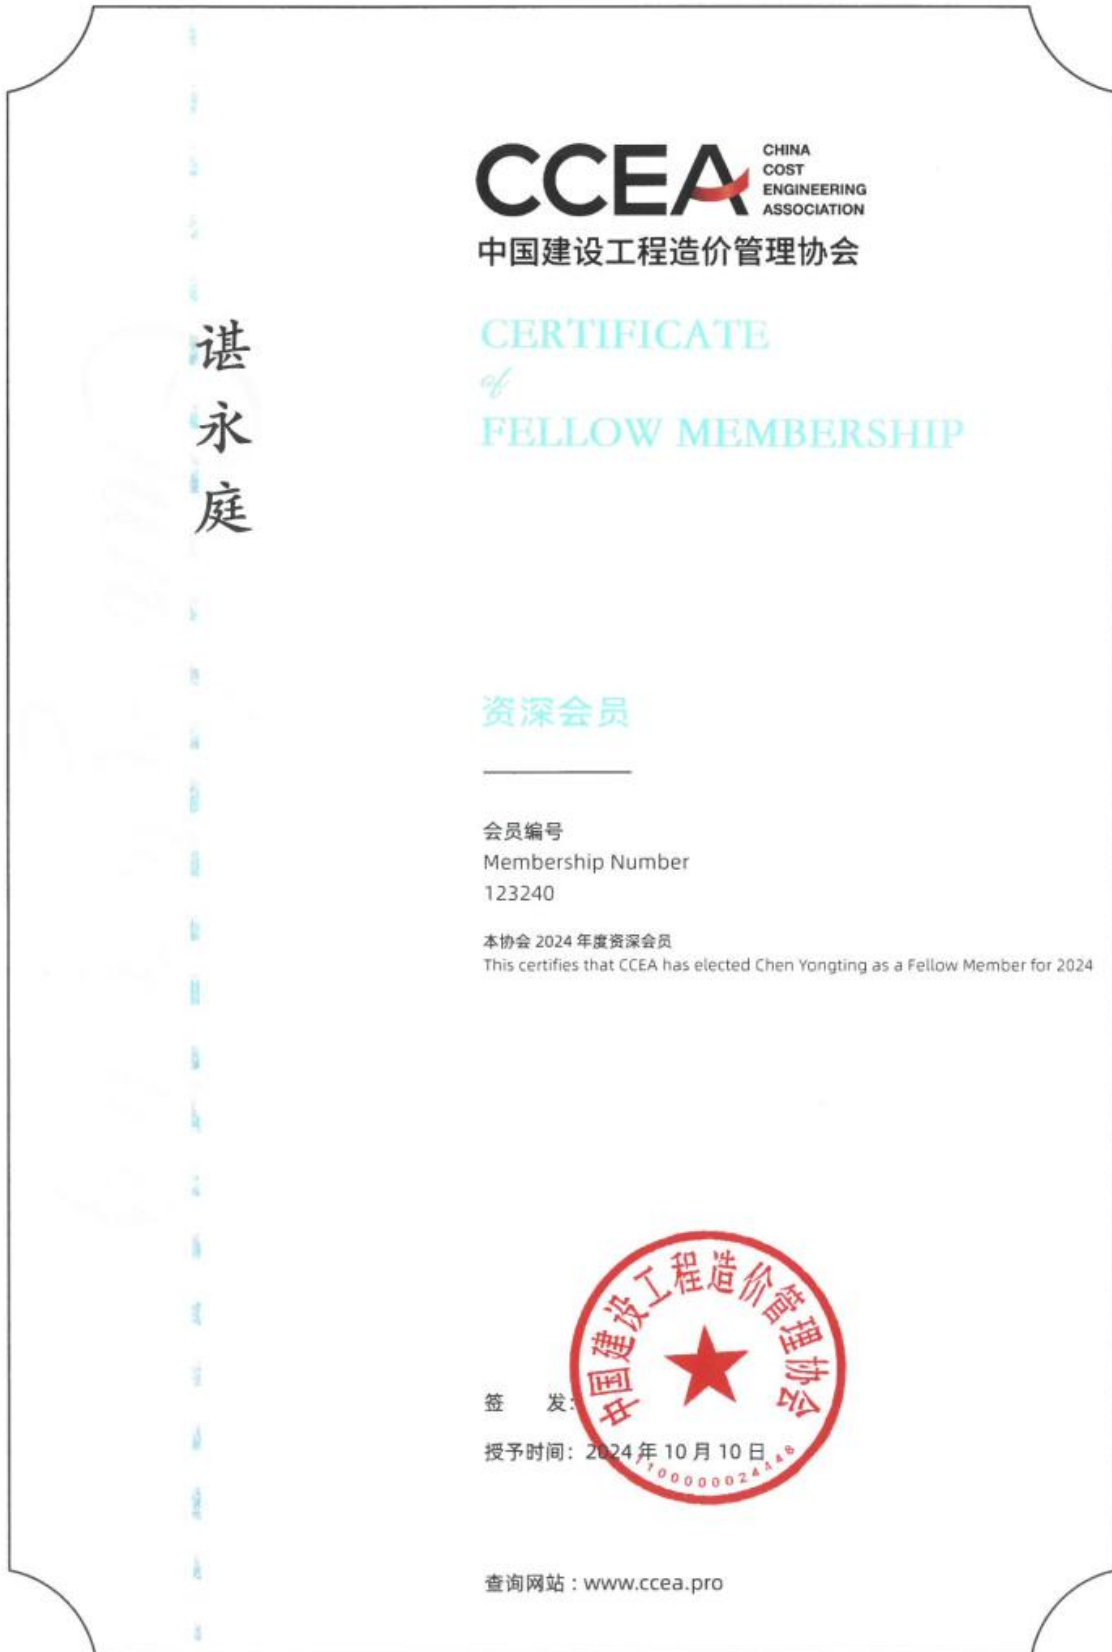 CCEA
CHINA
COST
ENGINEERING
ASSOCIATION
中国建设工程造价管理协会
CERTIFICATE
of
FELLOW MEMBERSHIP
谌永庭
资深会员
会员编号
Membership Number
123240
本协会 2024 年度资深会员
This certifies that CCEA has elected Chen Yongting as a Fellow Member for 2024
中国建设工程造价管理协会
签 发:
授予时间：2024 年 10 月 10 日
1100000024448
查询网站：www.ccea.pro